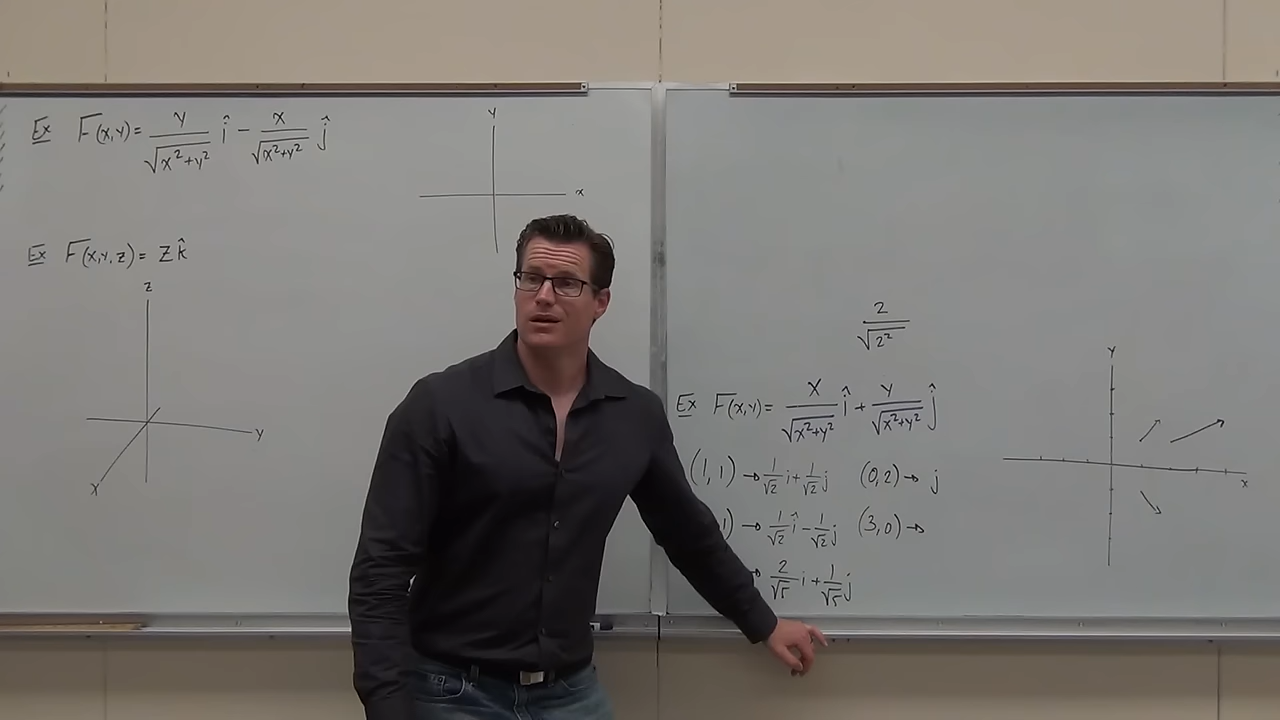 Ex F(x,y) = y/√(x²+y²) î − x/√(x²+y²) ĵ
y
x
Ex F(x,y,z) = z k̂
z
y
x
2/√(2²)
Ex F(x,y) = x/√(x²+y²) î + y/√(x²+y²) ĵ
(1,1) → 1/√2 i + 1/√2 j (0,2) → j
1) → 1/√2 î − 1/√2 j (3,0) →
→ 2/√5 i + 1/√5 j
y
x